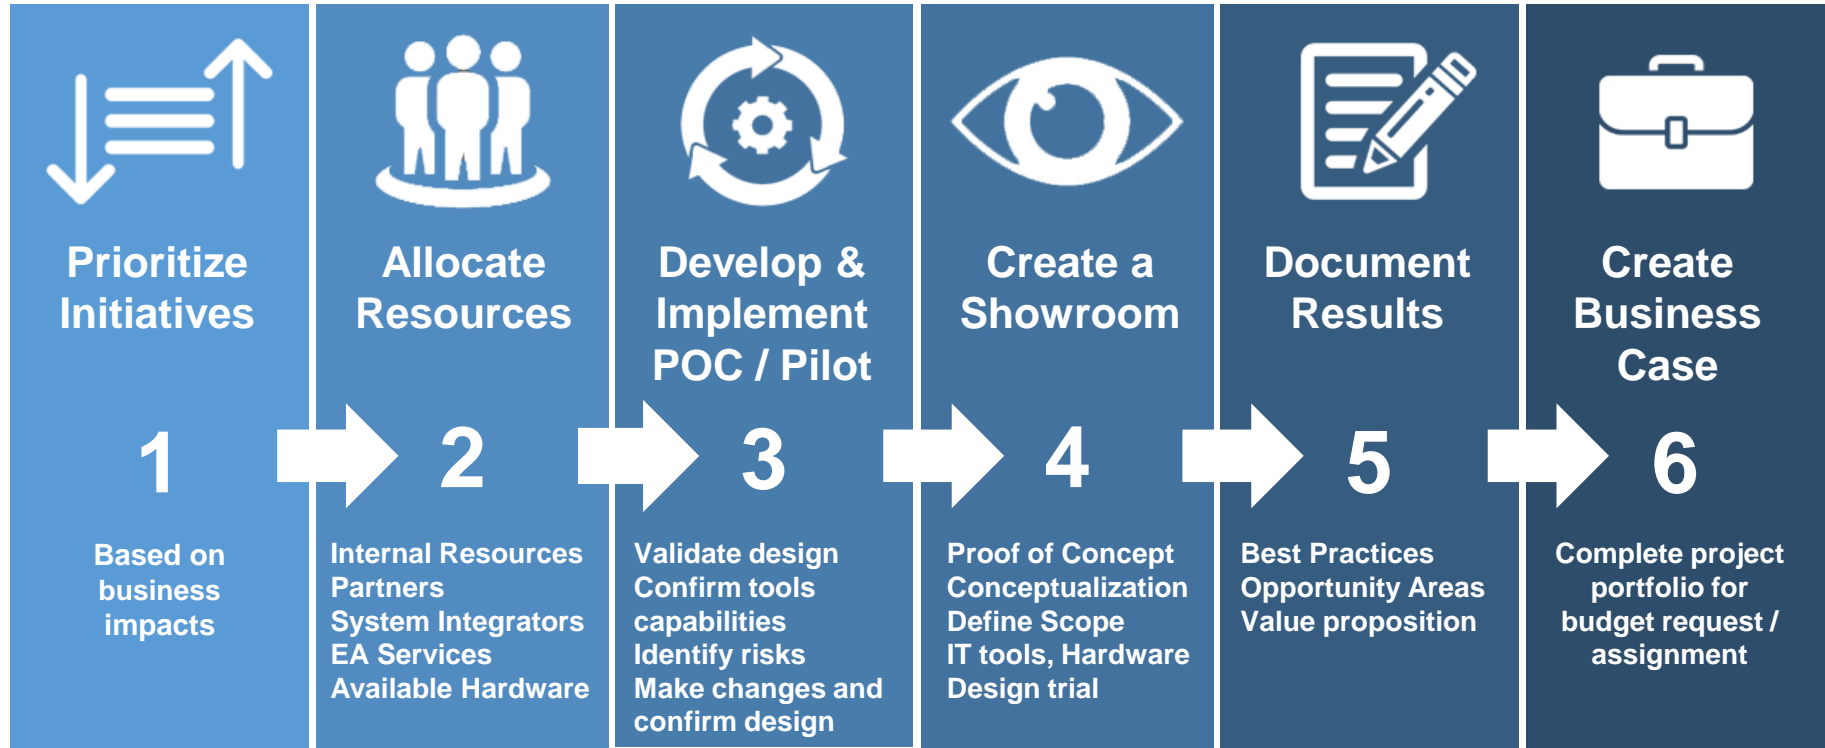 Prioritize
Initiatives
1
Based on
business
impacts
Allocate
Resources
2
Internal Resources
Partners
System Integrators
EA Services
Available Hardware
Develop &
Implement
POC / Pilot
3
Validate design
Confirm tools
capabilities
Identify risks
Make changes and
confirm design
Create a
Showroom
4
Proof of Concept
Conceptualization
Define Scope
IT tools, Hardware
Design trial
Document
Results
5
Best Practices
Opportunity Areas
Value proposition
Create
Business
Case
6
Complete project
portfolio for
budget request /
assignment